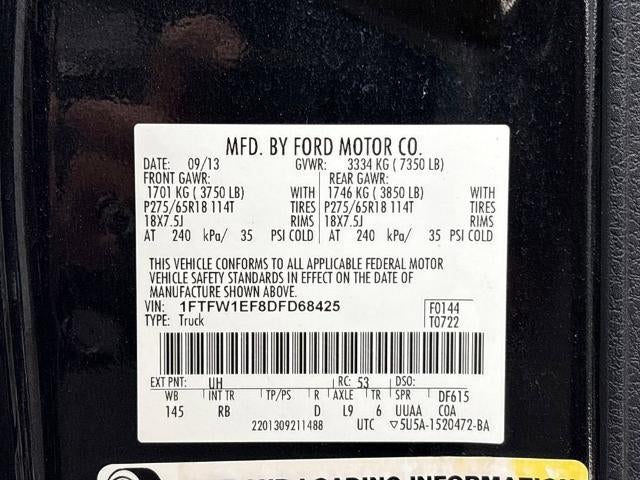 MFD. BY FORD MOTOR CO.
DATE: 09/13 GVWR: 3334 KG ( 7350 LB)
FRONT GAWR: REAR GAWR:
1701 KG ( 3750 LB) WITH 1746 KG ( 3850 LB) WITH
P275/65R18 114T TIRES P275/65R18 114T TIRES
18X7.5J RIMS 18X7.5J RIMS
AT 240 kPa/ 35 PSI COLD AT 240 kPa/ 35 PSI COLD
THIS VEHICLE CONFORMS TO ALL APPLICABLE FEDERAL MOTOR
VEHICLE SAFETY STANDARDS IN EFFECT ON THE DATE OF
MANUFACTURE SHOWN ABOVE.
VIN: 1FTFW1EF8DFD68425 F0144
TYPE: Truck T0722
EXT PNT: UH RC: 53 DSO:
WB INT TR TP/PS R AXLE TR SPR DF615
145 RB D L9 6 UUAA COA
2201309211488 UTC ▽5U5A-1520472-BA
AND LOADING INFORMATION